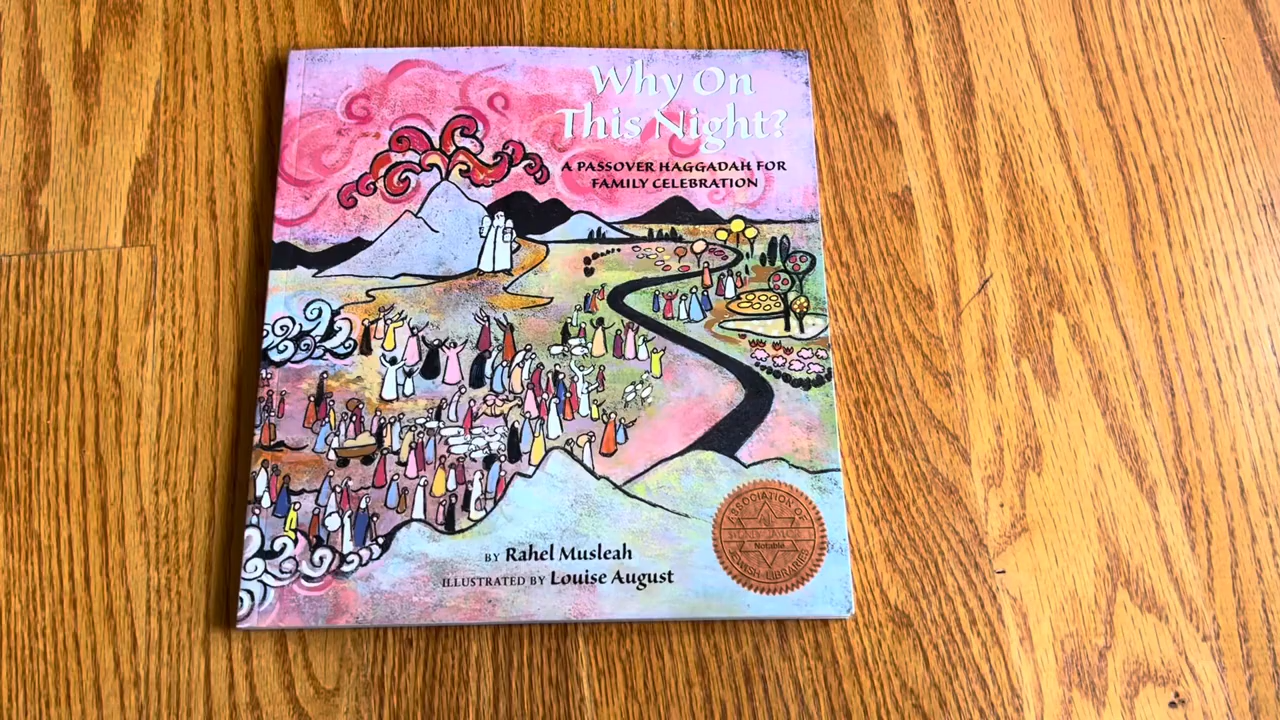 Why On
This Night?
A PASSOVER HAGGADAH FOR
FAMILY CELEBRATION
BY Rahel Musleah
ILLUSTRATED BY Louise August
ASSOCIATION OF
Notable
JEWISH LIBRARIES